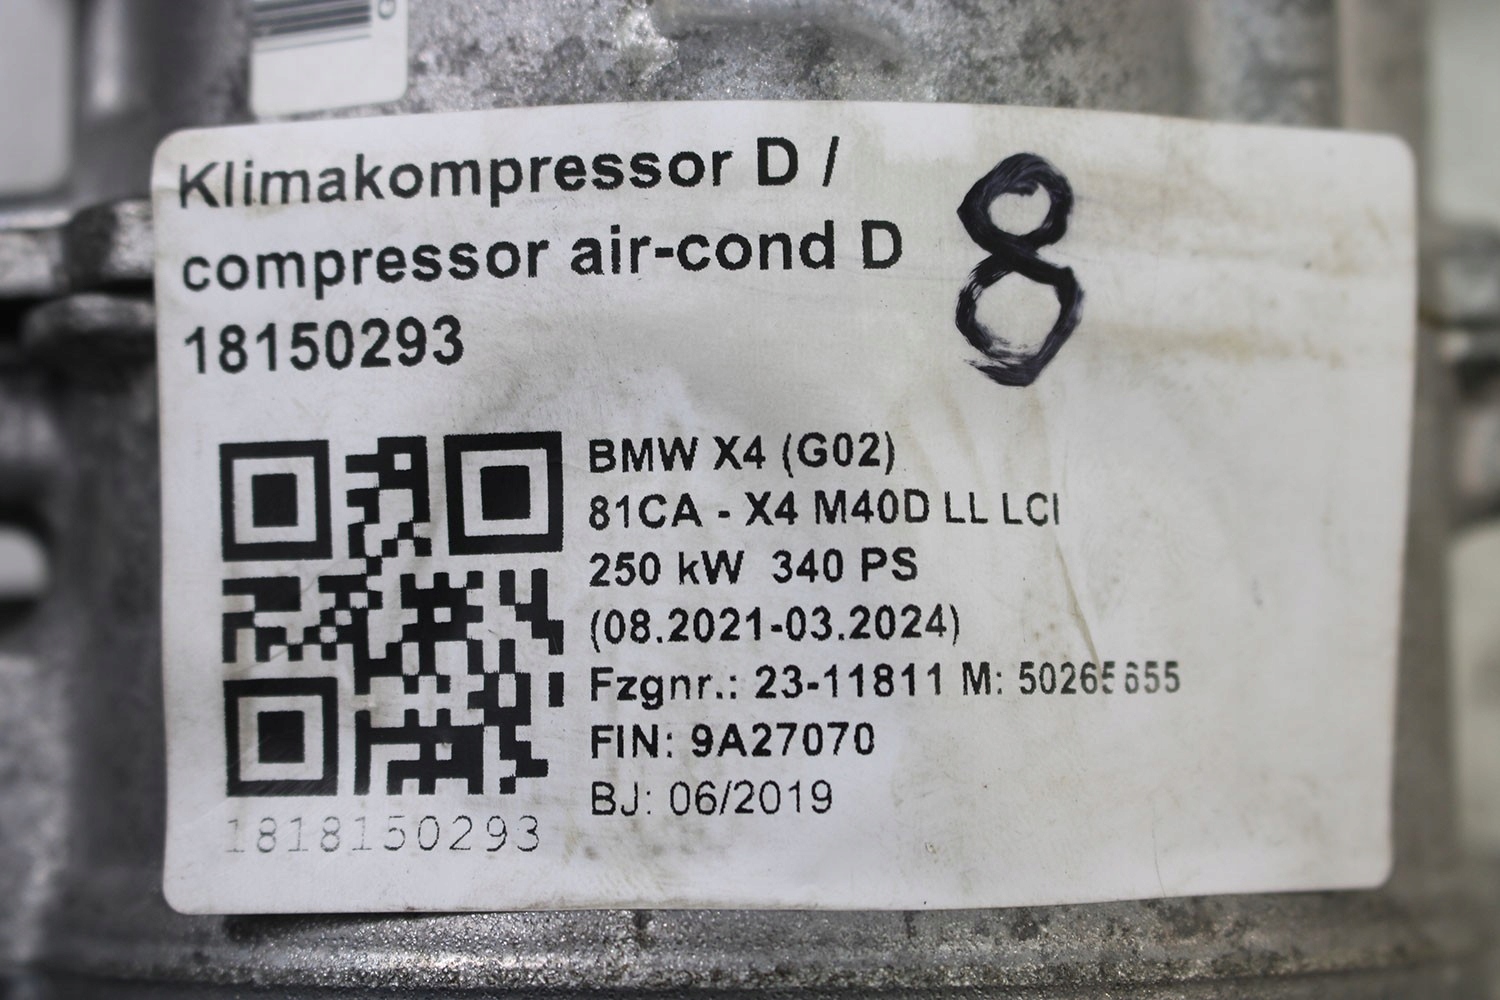 Klimakompressor D /
compressor air-cond D
18150293
8
BMW X4 (G02)
81CA - X4 M40D LL LCI
250 kW 340 PS
(08.2021-03.2024)
Fzgnr.: 23-11811 M:
FIN: 9A27070
BJ: 06/2019
1818150293